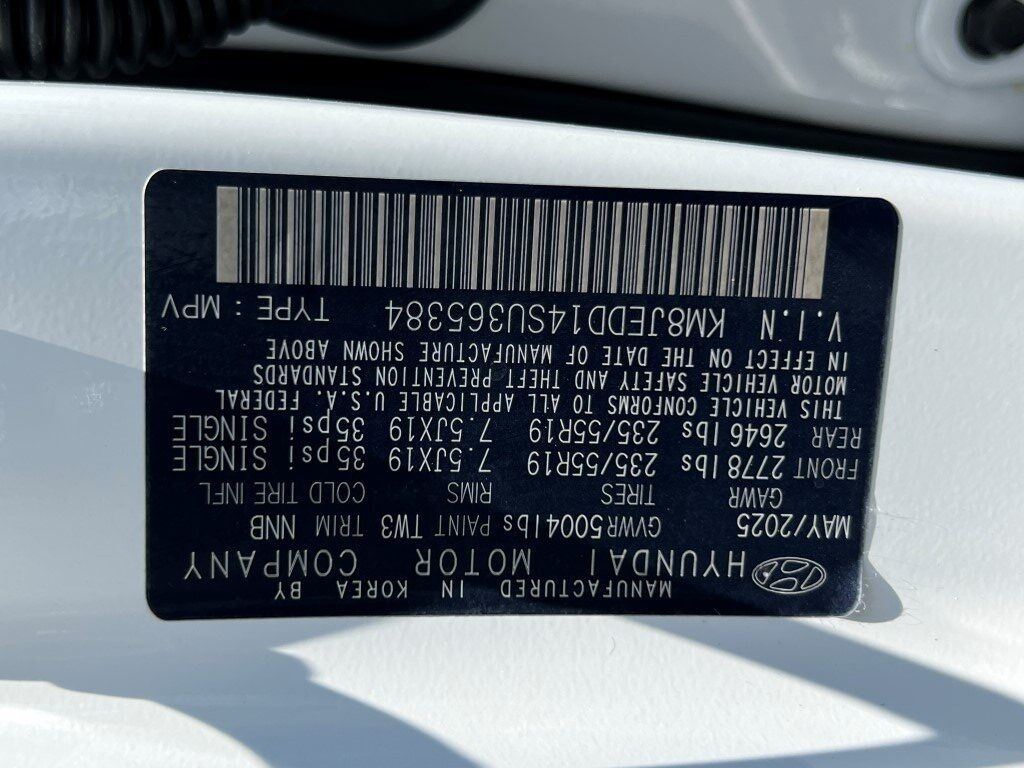 MANUFACTURED IN KOREA BY
HYUNDAI MOTOR COMPANY
MAY/2025 GVWR5004lbs PAINT TW3 TRIM NNB
GAWR TIRES RIMS COLD TIRE INFL
FRONT 2778lbs 235/55R19 7.5JX19 35psi SINGLE
REAR 2646lbs 235/55R19 7.5JX19 35psi SINGLE
THIS VEHICLE CONFORMS TO ALL APPLICABLE U.S.A. FEDERAL
MOTOR VEHICLE SAFETY AND THEFT PREVENTION STANDARDS
IN EFFECT ON THE DATE OF MANUFACTURE SHOWN ABOVE
V.I.N KM8JEDD14SU365384 TYPE : MPV